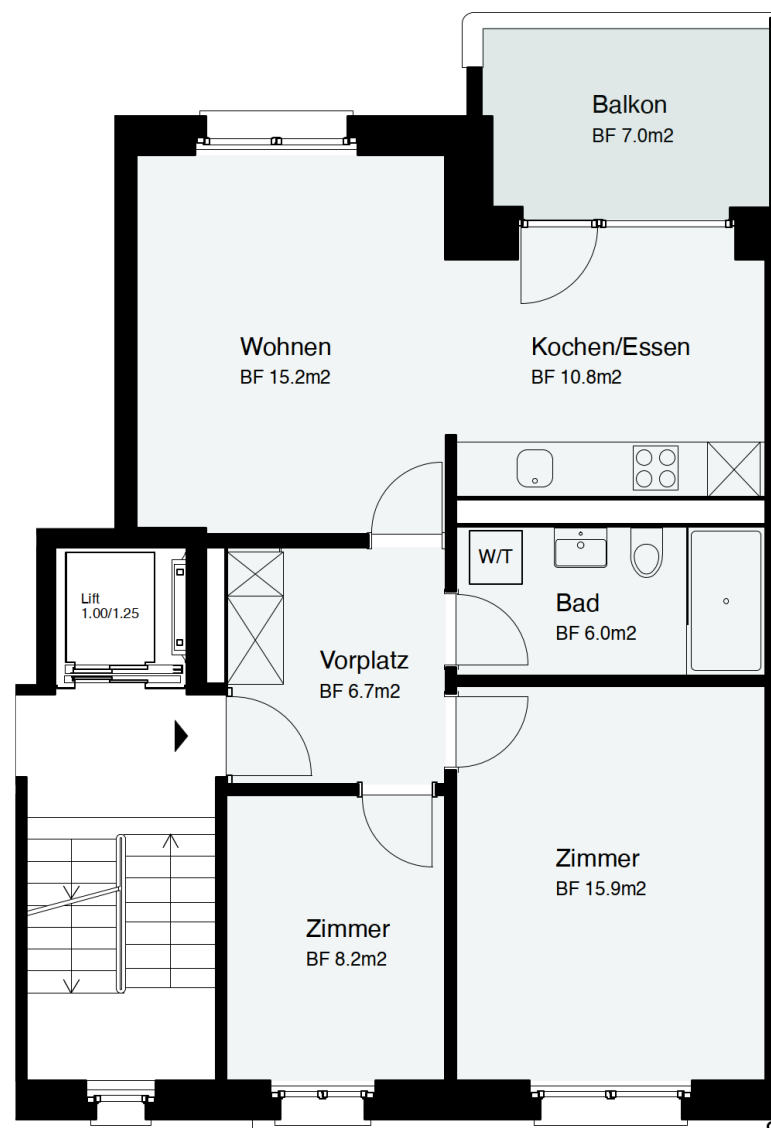 Balkon
BF 7.0m2
Wohnen
BF 15.2m2
Kochen/Essen
BF 10.8m2
W/T
Lift
1.00/1.25
Bad
BF 6.0m2
Vorplatz
BF 6.7m2
Zimmer
BF 15.9m2
Zimmer
BF 8.2m2